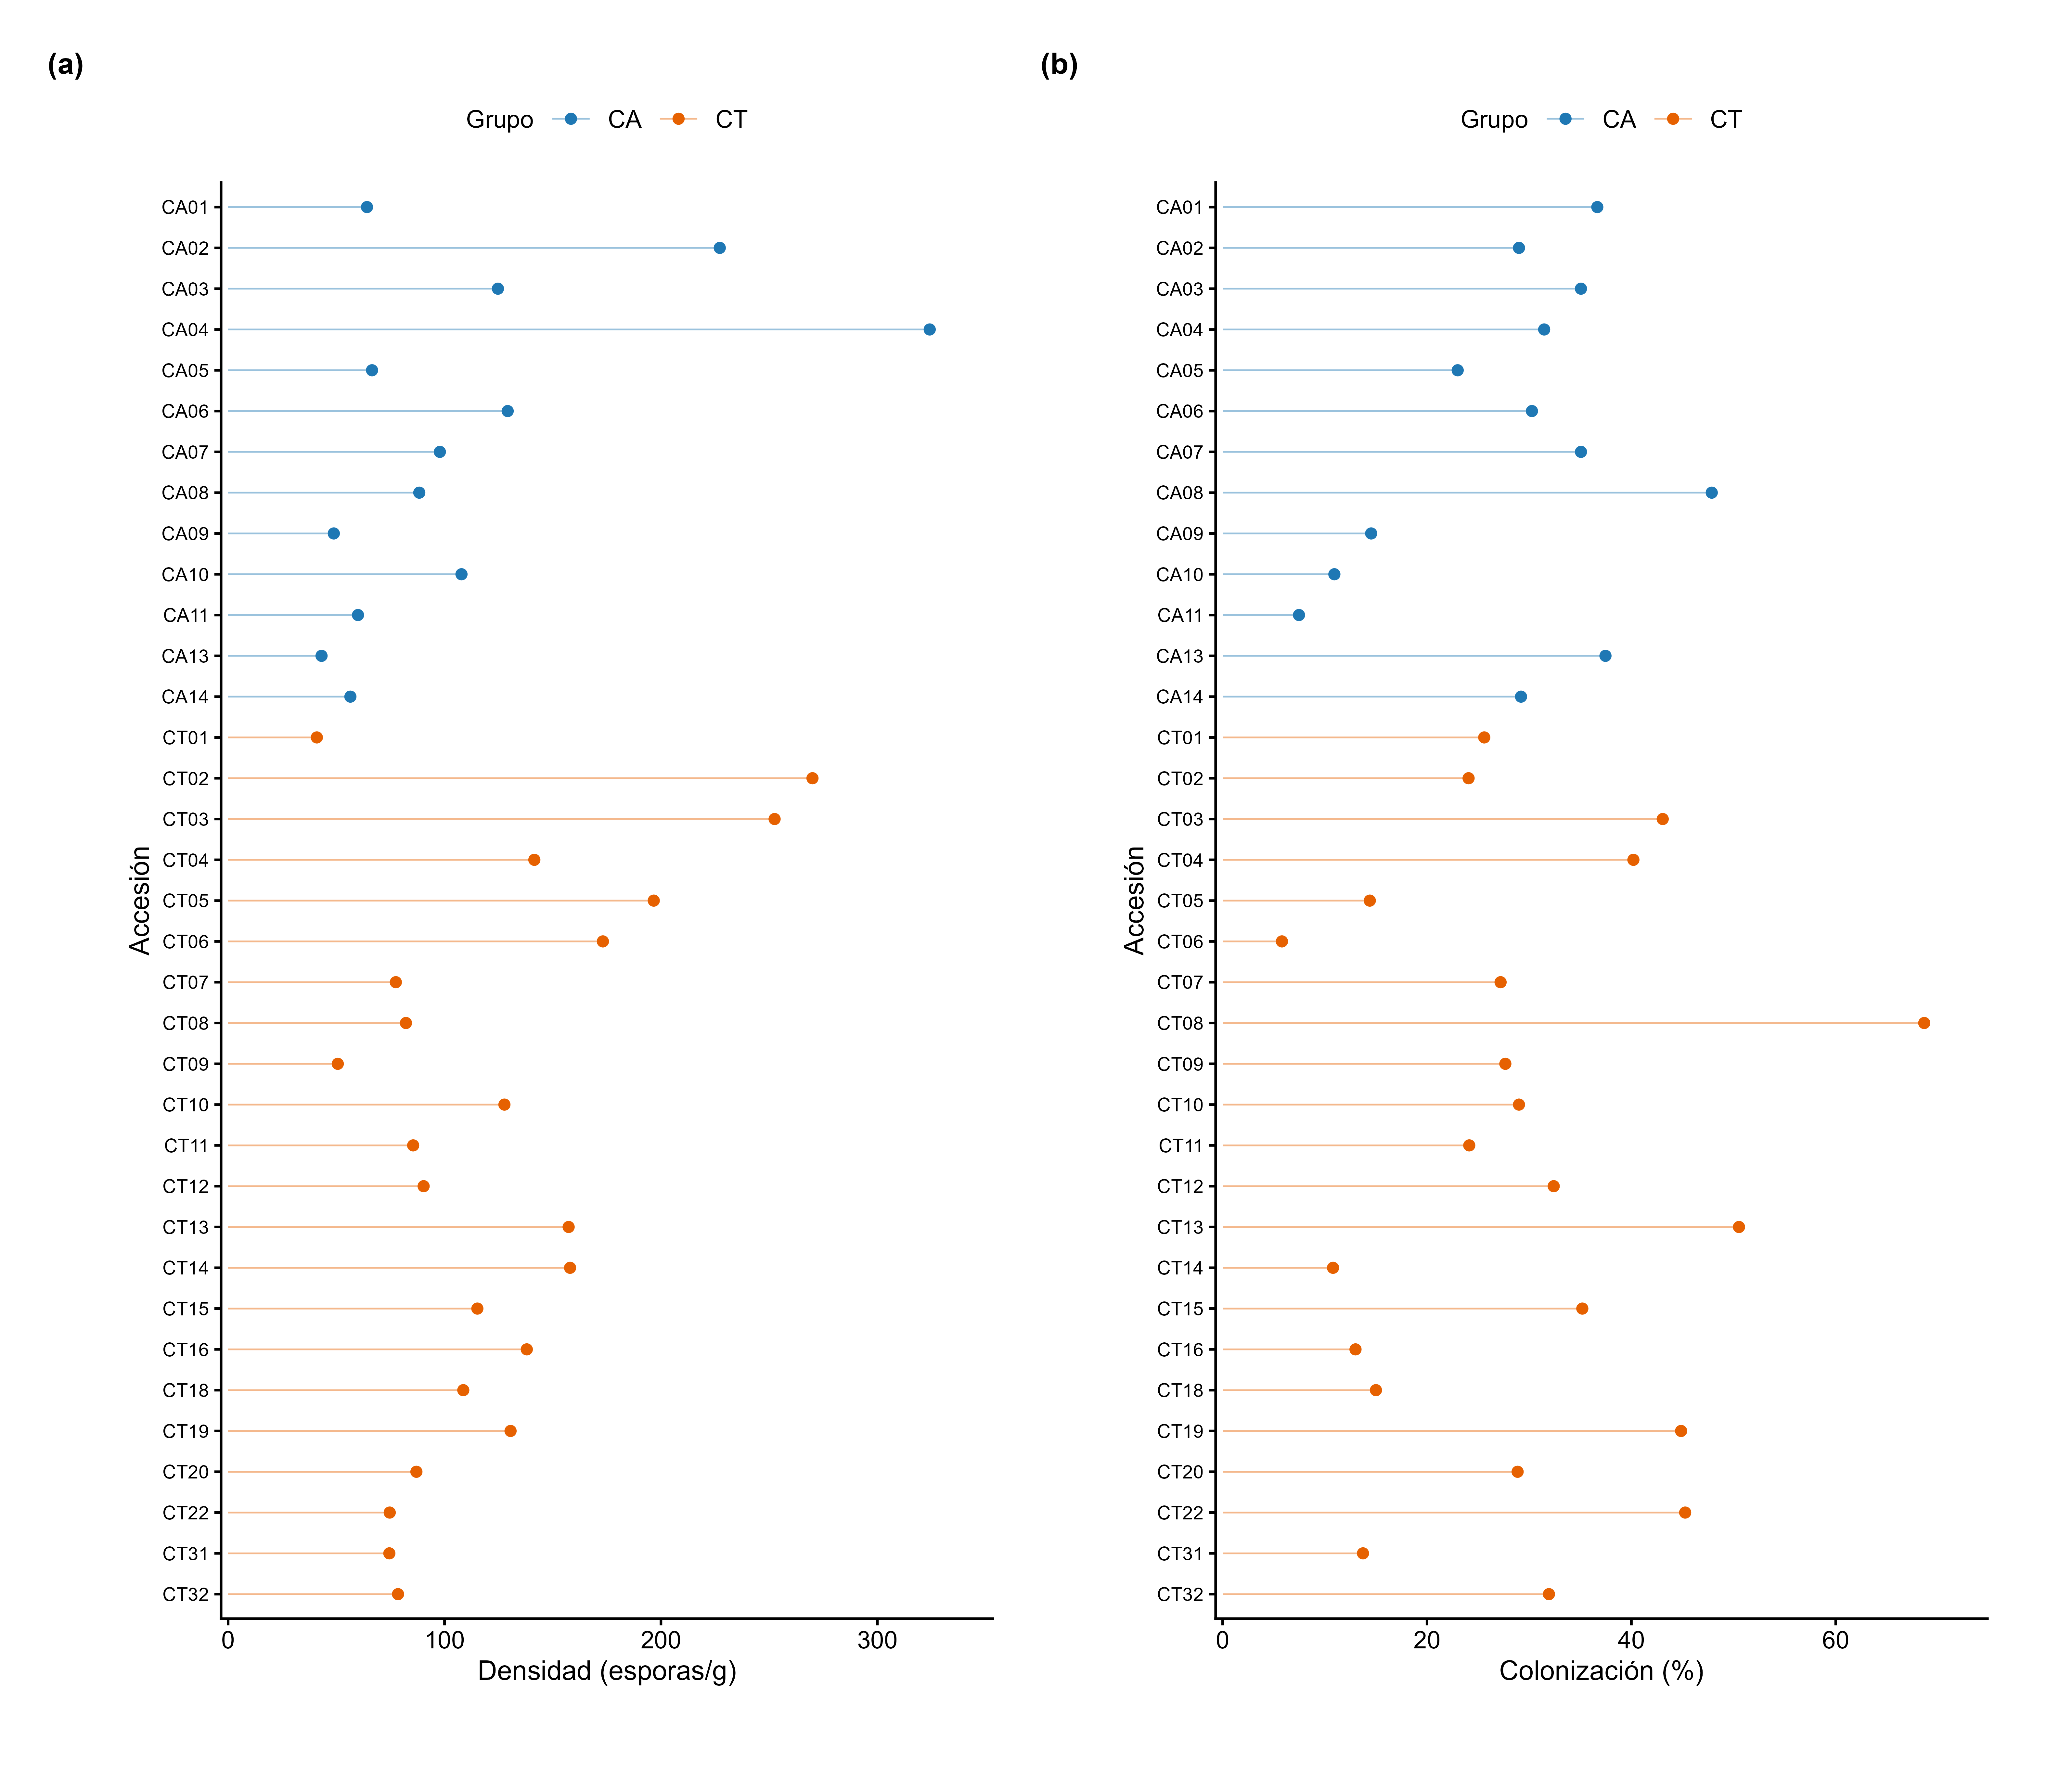 (a)
Grupo CA CT
CA01
CA02
CA03
CA04
CA05
CA06
CA07
CA08
CA09
CA10
CA11
CA13
CA14
CT01
CT02
CT03
CT04
CT05
CT06
CT07
CT08
CT09
CT10
CT11
CT12
CT13
CT14
CT15
CT16
CT18
CT19
CT20
CT22
CT31
CT32
Accesión
0 100 200 300
Densidad (esporas/g)
(b)
Grupo CA CT
CA01
CA02
CA03
CA04
CA05
CA06
CA07
CA08
CA09
CA10
CA11
CA13
CA14
CT01
CT02
CT03
CT04
CT05
CT06
CT07
CT08
CT09
CT10
CT11
CT12
CT13
CT14
CT15
CT16
CT18
CT19
CT20
CT22
CT31
CT32
Accesión
0 20 40 60
Colonización (%)